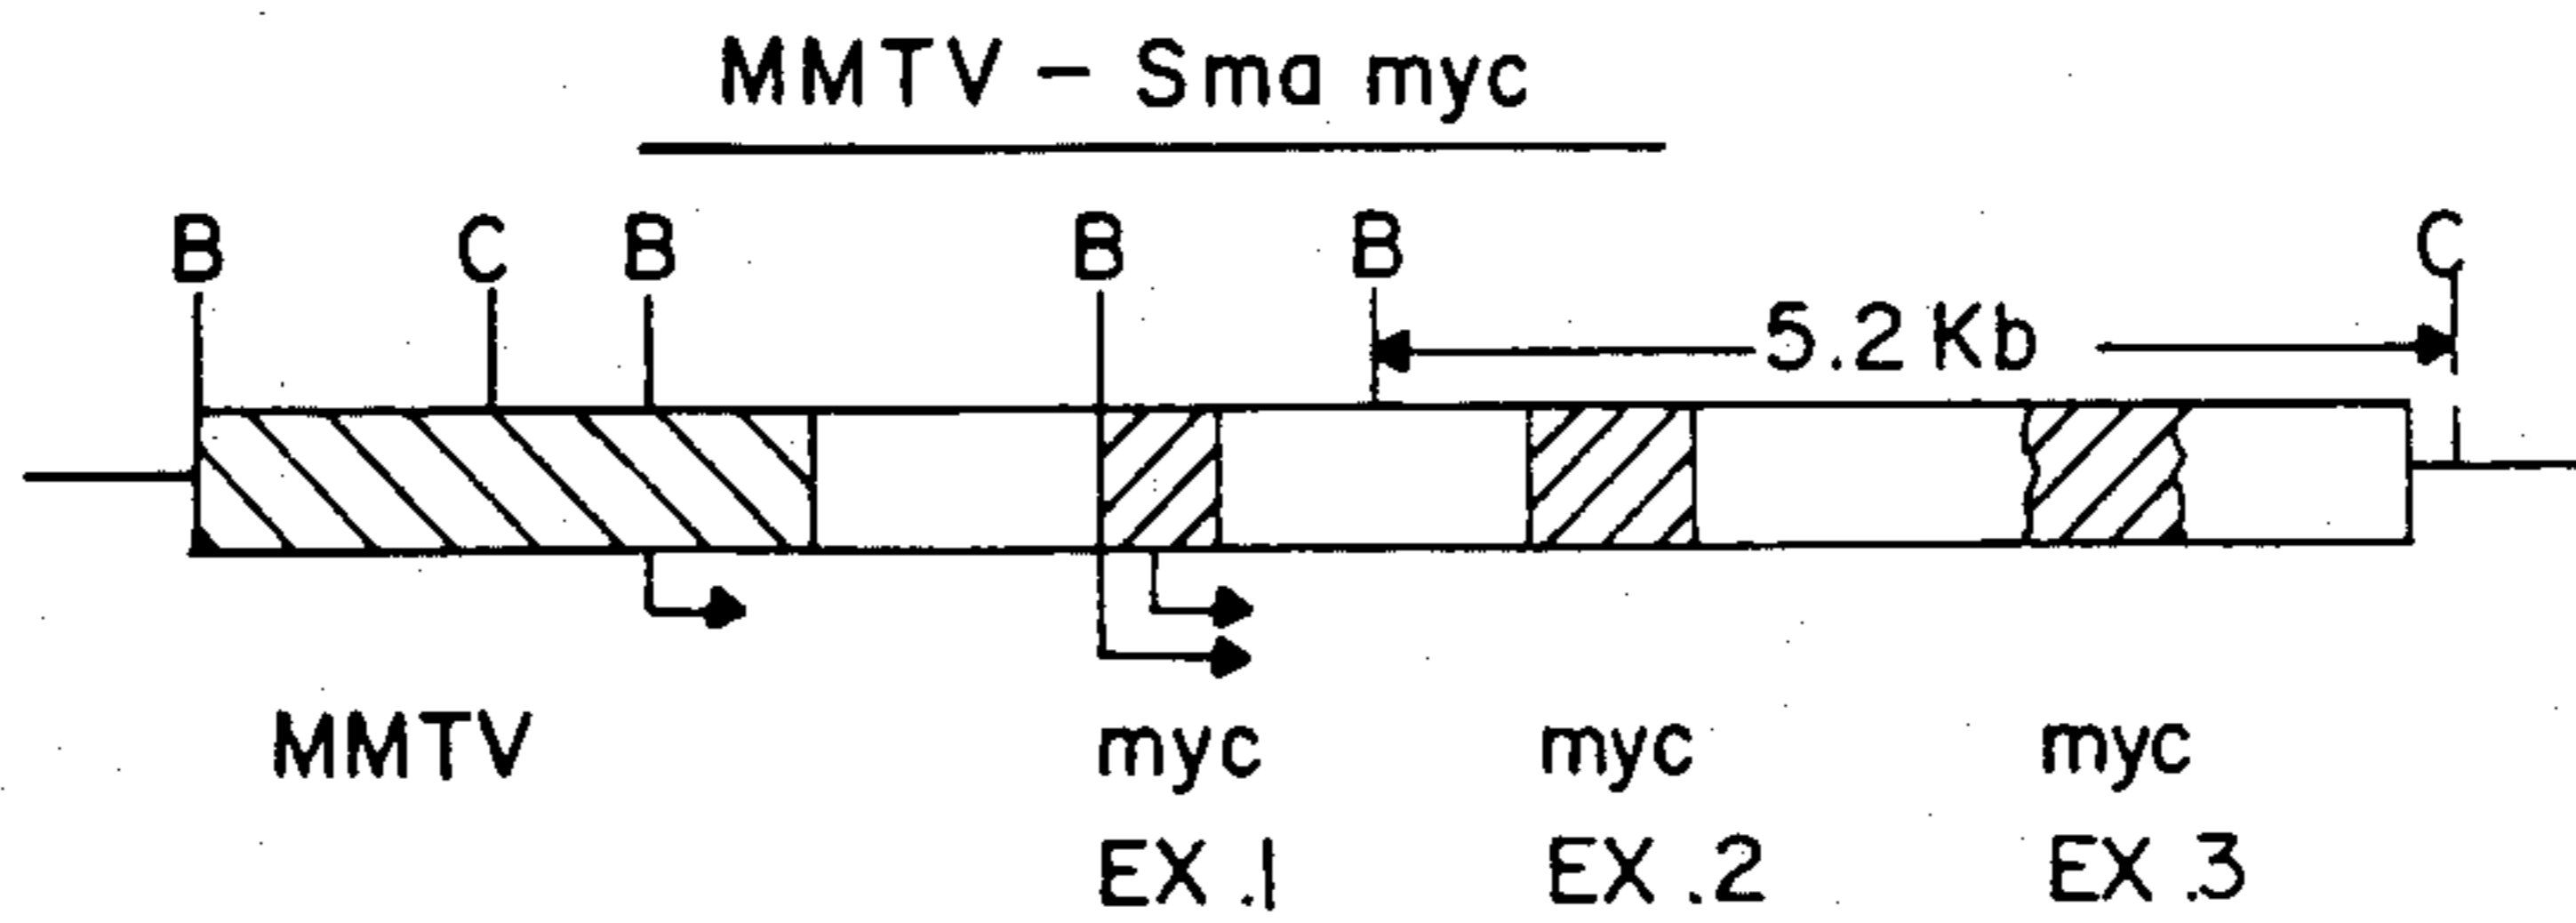 MMTV - Sma myc
B C B B B C
5.2 Kb
MMTV myc myc myc
EX.1 EX.2 EX.3